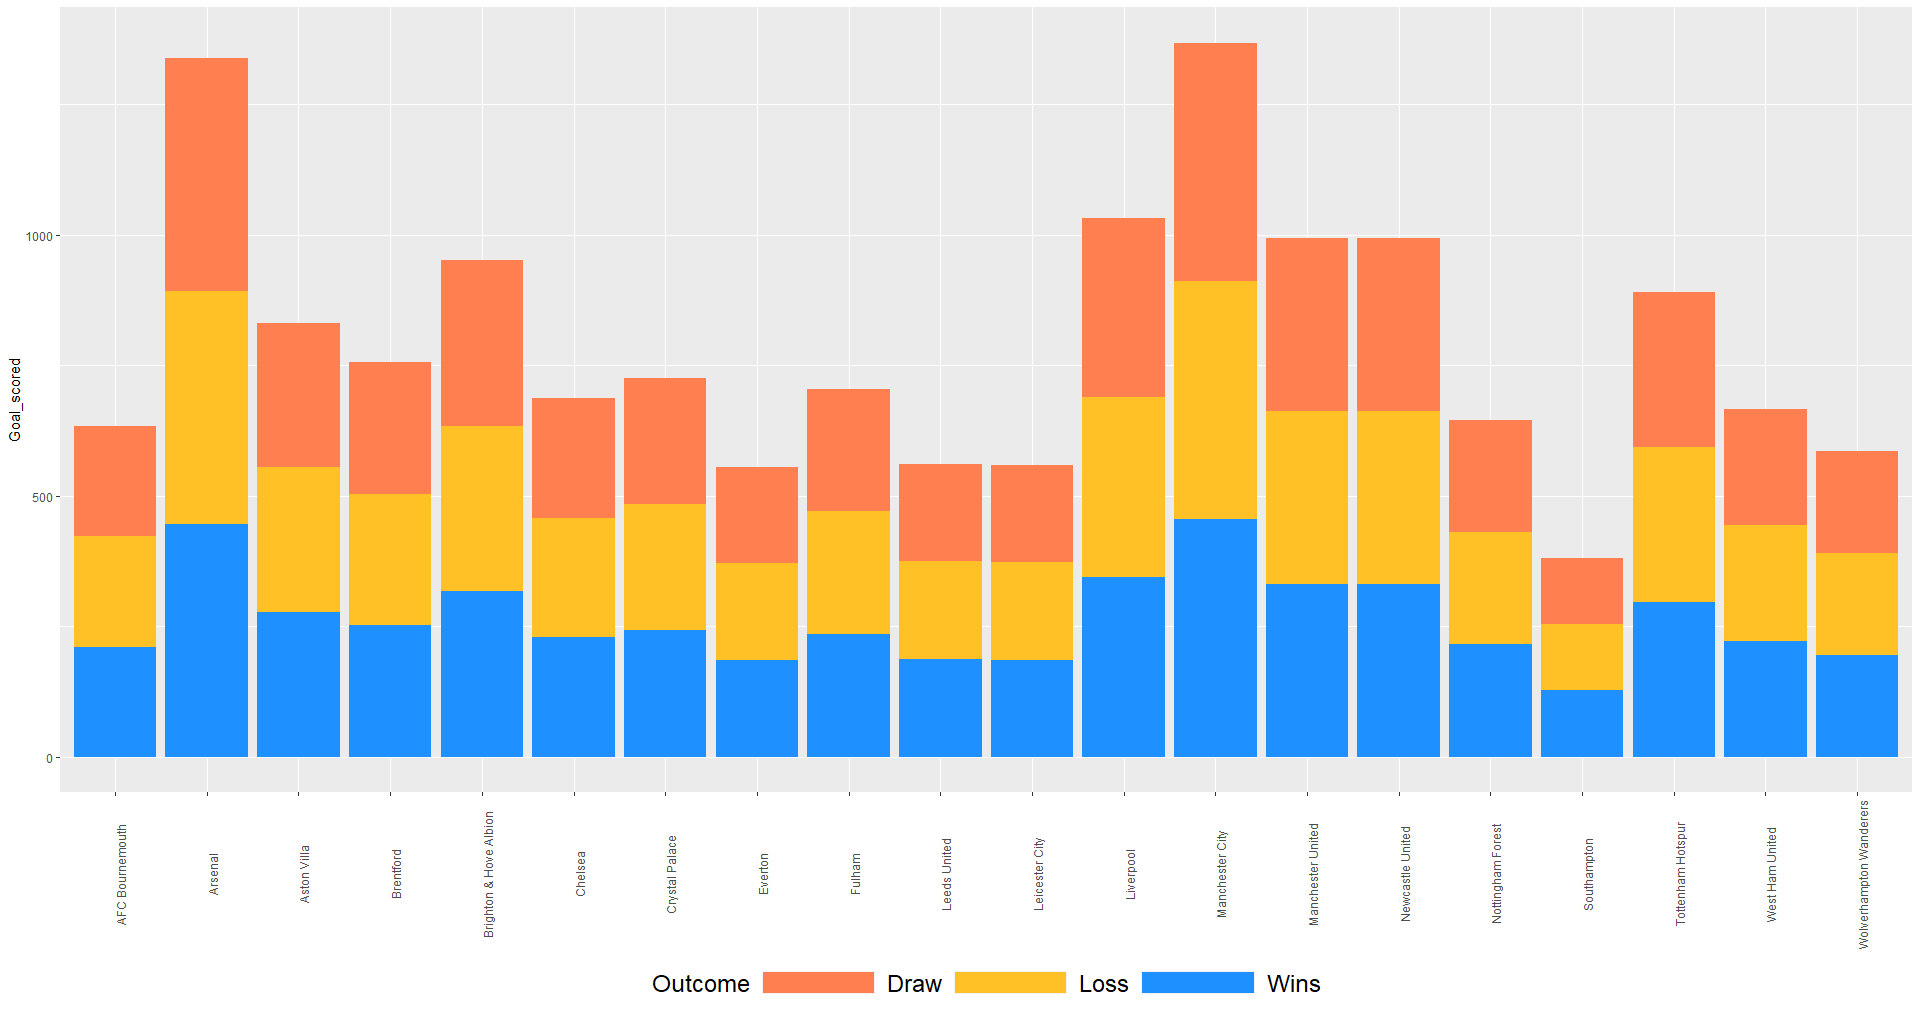 Goal_scored
1000
500
0
AFC Bournemouth
Arsenal
Aston Villa
Brentford
Brighton & Hove Albion
Chelsea
Crystal Palace
Everton
Fulham
Leeds United
Leicester City
Liverpool
Manchester City
Manchester United
Newcastle United
Nottingham Forest
Southampton
Tottenham Hotspur
West Ham United
Wolverhampton Wanderers
Outcome Draw Loss Wins